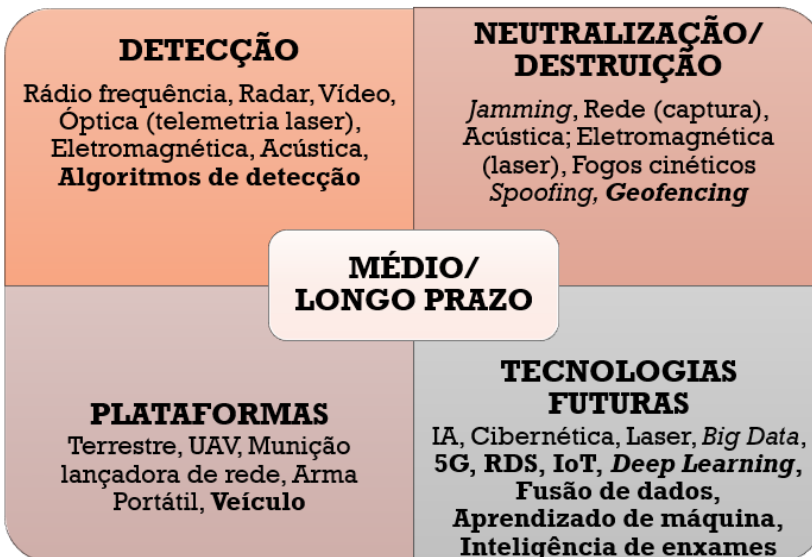 DETECÇÃO
Rádio frequência, Radar, Vídeo,
Óptica (telemetria laser),
Eletromagnética, Acústica,
Algoritmos de detecção
NEUTRALIZAÇÃO/
DESTRUIÇÃO
Jamming, Rede (captura),
Acústica; Eletromagnética
(laser), Fogos cinéticos
Spoofing, Geofencing
MÉDIO/
LONGO PRAZO
PLATAFORMAS
Terrestre, UAV, Munição
lançadora de rede, Arma
Portátil, Veículo
TECNOLOGIAS
FUTURAS
IA, Cibernética, Laser, Big Data,
5G, RDS, IoT, Deep Learning,
Fusão de dados,
Aprendizado de máquina,
Inteligência de enxames